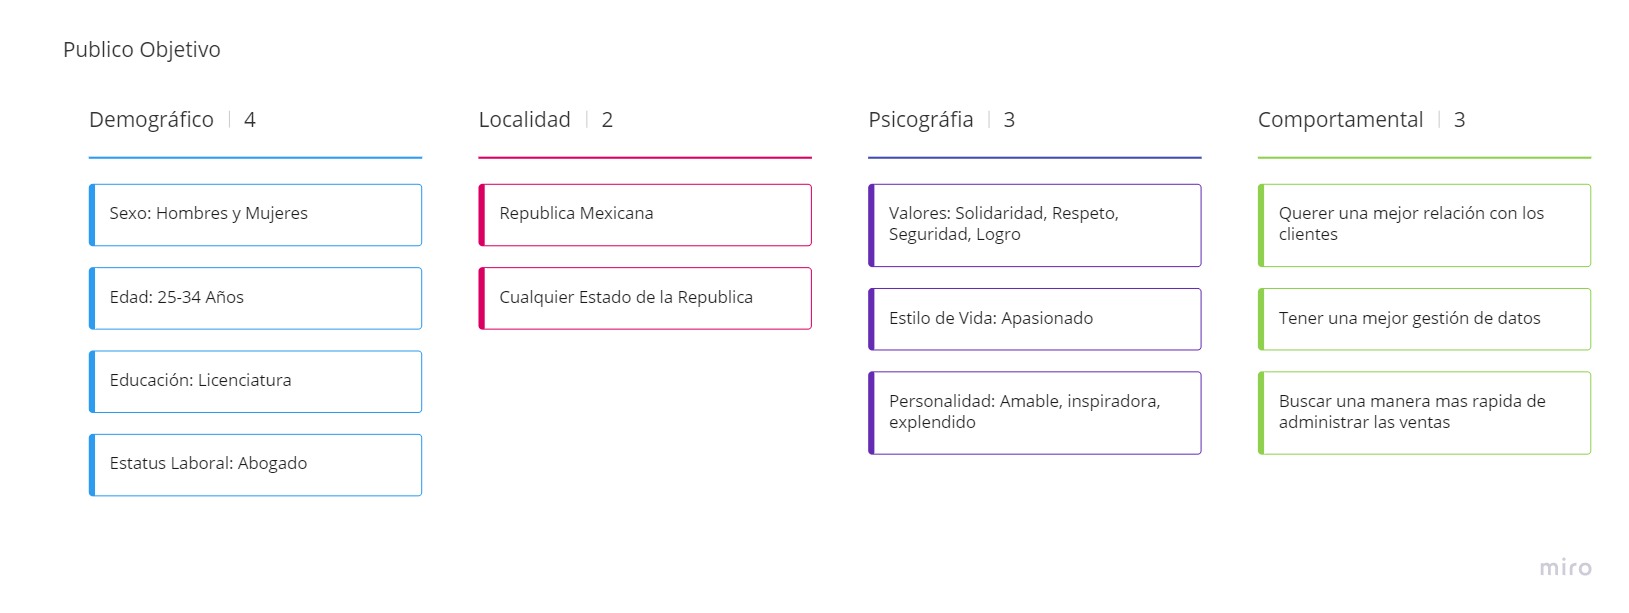 Publico Objetivo
Demográfico | 4
Sexo: Hombres y Mujeres
Edad: 25-34 Años
Educación: Licenciatura
Estatus Laboral: Abogado
Localidad | 2
Republica Mexicana
Cualquier Estado de la Republica
Psicográfia | 3
Valores: Solidaridad, Respeto,
Seguridad, Logro
Estilo de Vida: Apasionado
Personalidad: Amable, inspiradora,
explendido
Comportamental | 3
Querer una mejor relación con los
clientes
Tener una mejor gestión de datos
Buscar una manera mas rapida de
administrar las ventas
miro